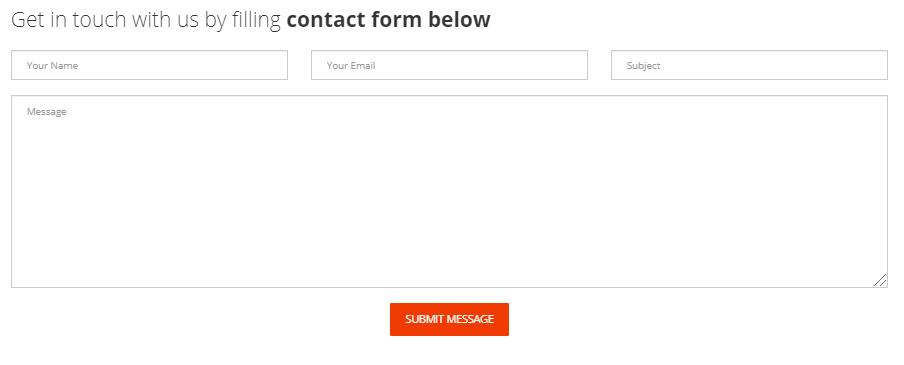 Get in touch with us by filling contact form below
Your Name
Your Email
Subject
Message
SUBMIT MESSAGE